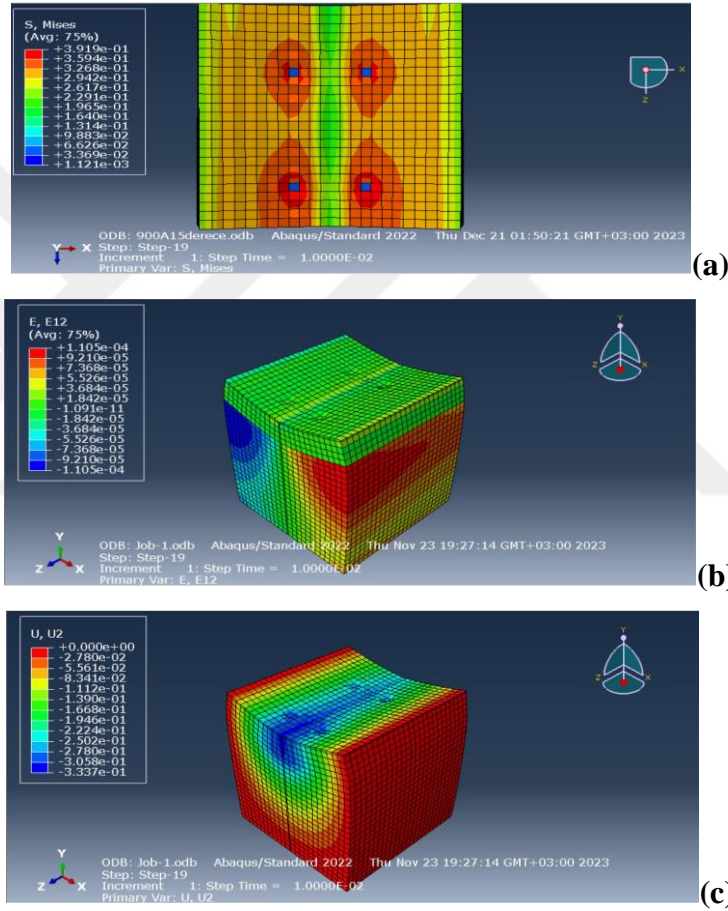 S, Mises
(Avg: 75%)
+3.919e-01
+3.594e-01
+3.268e-01
+2.942e-01
+2.617e-01
+2.291e-01
+1.965e-01
+1.640e-01
+1.314e-01
+9.883e-02
+6.626e-02
+3.369e-02
+1.121e-03
X
Z
Y
X
ODB: 900A15derece.odb Abaqus/Standard 2022 Thu Dec 21 01:50:21 GMT+03:00 2023
Step: Step-19
Increment 1: Step Time = 1.0000E-02
Primary Var: S, Mises
(a)
E, E12
(Avg: 75%)
+1.105e-04
+9.210e-05
+7.368e-05
+5.526e-05
+3.684e-05
+1.842e-05
-1.091e-11
-1.842e-05
-3.684e-05
-5.526e-05
-7.368e-05
-9.210e-05
-1.105e-04
Y
Z
X
Y
Z
X
ODB: Job-1.odb Abaqus/Standard 2022 Thu Nov 23 19:27:14 GMT+03:00 2023
Step: Step-19
Increment 1: Step Time = 1.0000E-02
Primary Var: E, E12
(b)
U, U2
+0.000e+00
-2.780e-02
-5.561e-02
-8.341e-02
-1.112e-01
-1.390e-01
-1.668e-01
-1.946e-01
-2.224e-01
-2.502e-01
-2.780e-01
-3.058e-01
-3.337e-01
Y
Z
X
Y
Z
X
ODB: Job-1.odb Abaqus/Standard 2022 Thu Nov 23 19:27:14 GMT+03:00 2023
Step: Step-19
Increment 1: Step Time = 1.0000E-02
Primary Var: U, U2
(c)